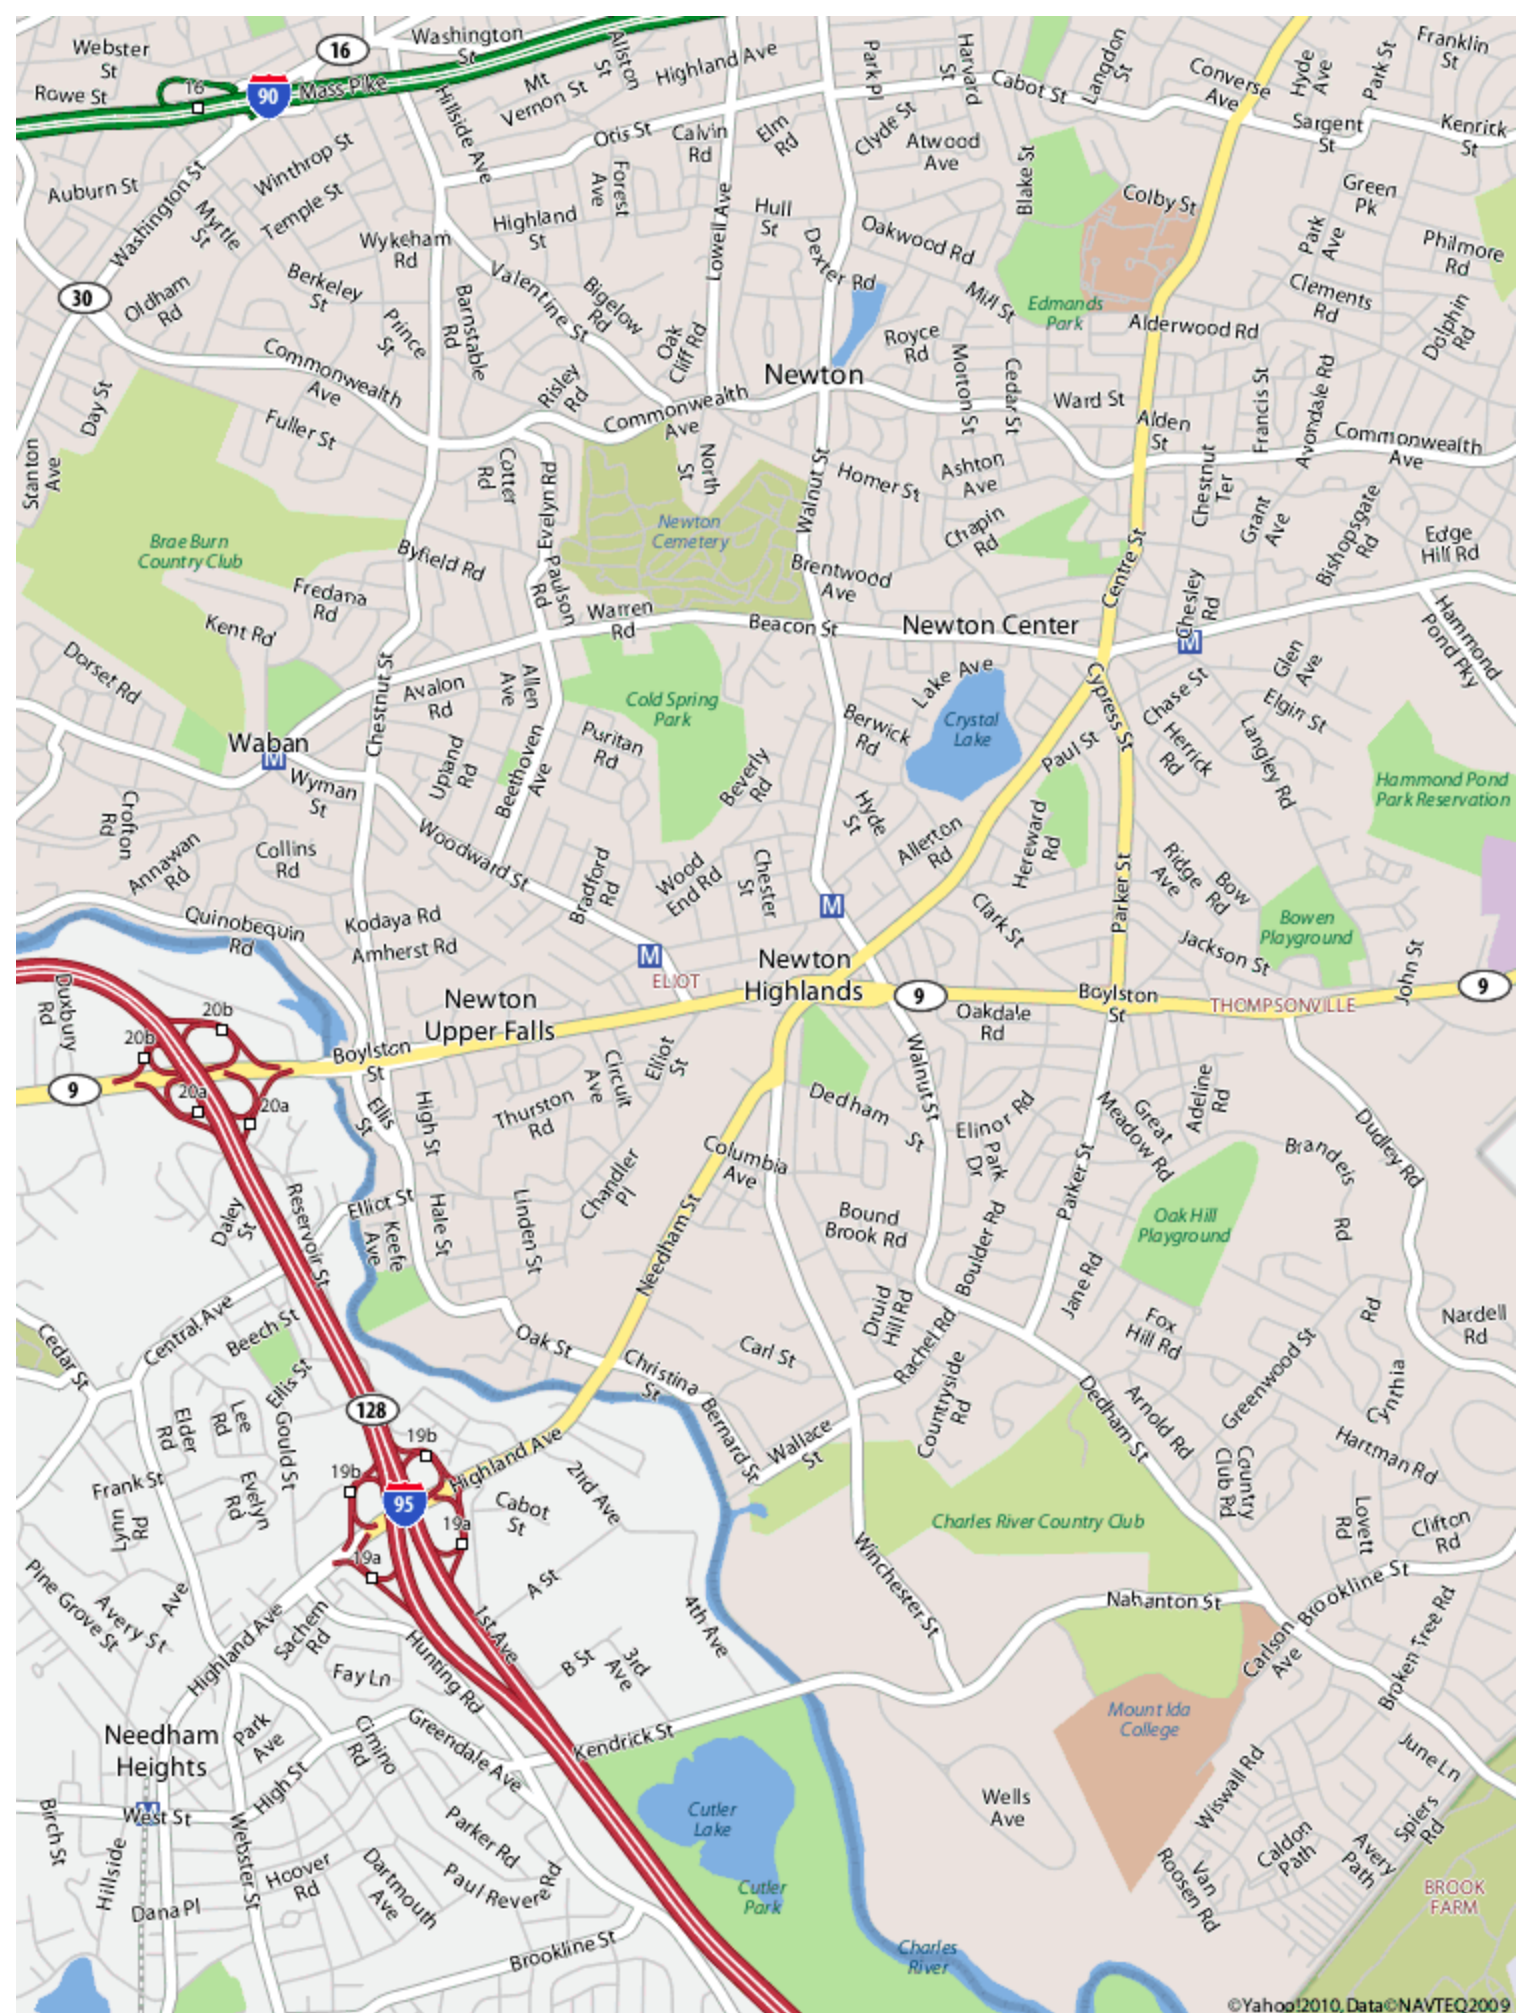 Webster
St
16
Washington
St
Allston
St
Highland Ave
Park Pl
Harvard
St
Cabot St
Langdon
St
Converse
Ave
Hyde
Ave
Park St
Franklin
St
Rowe St
16
90
Mass Pike
Mt
Vernon St
Hillside Ave
Otis St
Calvin
Rd
Elm
Rd
Clyde St
Atwood
Ave
Sargent
St
Kenrick
St
Auburn St
Washington St
Winthrop St
Temple St
Myrtle
St
Forest
Ave
Lowell Ave
Blake St
Colby St
Green
Pk
Park
Ave
Philmore
Rd
Highland
St
Hull
St
Dexter Rd
Oakwood Rd
Wykeham
Rd
30
Oldham
Rd
Berkeley
St
Prince
St
Barnstable
Rd
Valentine St
Bigelow
Rd
Oak
Cliff Rd
Mill St
Edmands
Park
Clements
Rd
Dolphin
Rd
Alderwood Rd
Royce
Rd
Morton St
Cedar St
Newton
Commonwealth
Ave
Risley
Rd
Commonwealth
Ave
Ward St
Alden
St
Francis St
Avondale Rd
Commonwealth
Ave
Day St
Fuller St
Stanton
Ave
Cotter
Rd
Evelyn Rd
North
St
Walnut St
Homer St
Ashton
Ave
Chestnut
Ter
Grant
Ave
Bishopsgate
Rd
Edge
Hill Rd
Newton
Cemetery
Chapin
Rd
Brae Burn
Country Club
Byfield Rd
Fredana
Rd
Paulson
Rd
Brentwood
Ave
Centre St
Chesley
Rd
Kent Rd
Warren
Rd
Beacon St
Newton Center
M
Hammond
Pond Pky
Dorset Rd
Chestnut St
Avalon
Rd
Allen
Ave
Cold Spring
Park
Lake Ave
Crystal
Lake
Cypress St
Chase St
Glen
Ave
Elgin St
Waban
M
Wyman
St
Upland
Rd
Beethoven
Ave
Puritan
Rd
Beverly
Rd
Berwick
Rd
Paul St
Herrick
Rd
Langley Rd
Hammond Pond
Park Reservation
Crofton
Rd
Annawan
Rd
Collins
Rd
Woodward St
Bradford
Rd
Wood
End Rd
Chester
St
Hyde
St
Allerton
Rd
Hereward
Rd
Parker St
Ridge
Ave
Bow
Rd
Bowen
Playground
Quinobequin
Rd
Kodaya Rd
Amherst Rd
M
M
ELIOT
Clark St
Jackson St
John St
Newton
Highlands
9
Boylston
St
THOMPSONVILLE
9
Oakdale
Rd
Newton
Upper Falls
Duxbury
Rd
20b
20b
20a
20a
9
Boylston
St
Ellis
St
High St
Thurston
Rd
Circuit
Ave
Elliot
St
Walnut St
Dedham
St
Elinor Rd
Park
Dr
Great
Meadow Rd
Adeline
Rd
Brandeis
Rd
Dudley Rd
Columbia
Ave
Chandler
Pl
Daley
St
Reservoir St
Elliot St
Keefe
Ave
Hale St
Linden St
Needham St
Bound
Brook Rd
Boulder Rd
Parker St
Oak Hill
Playground
Jane Rd
Fox
Hill Rd
Nardell
Rd
Cedar St
Central Ave
Beech St
Ellis St
Oak St
Christina
St
Carl St
Druid
Hill Rd
Rachel Rd
Countryside
Rd
Greenwood St
Cynthia
Rd
128
Elder
Rd
Lee
Rd
Gould St
19b
19b
95
19a
19a
Highland Ave
Bernard St
Wallace
St
Dedham St
Arnold Rd
Country
Club Rd
Hartman Rd
Frank St
Lynn
Rd
Evelyn
Rd
2nd Ave
Cabot
St
Charles River Country Club
Lovett
Rd
Clifton
Rd
Pine Grove St
Avery St
Ave
Highland Ave
Sachem
Rd
A St
1st Ave
4th Ave
Winchester St
Nahanton St
Brookline St
Carlson
Ave
Broken Tree Rd
Fay Ln
Hunting Rd
B St
3rd
Ave
Mount Ida
College
Needham
Heights
Park
Ave
Cimino
Rd
Greendale Ave
Kendrick St
June Ln
High St
West St
M
Birch St
Hillside
Webster St
Parker Rd
Cutler
Lake
Wells
Ave
Wiswall Rd
Caldon
Path
Avery
Path
Spiers
Rd
Hoover
Rd
Dartmouth
Ave
Paul Revere Rd
Cutler
Park
Van
Roosen Rd
BROOK
FARM
Dana Pl
Brookline St
Charles
River
©Yahoo!2010, Data©NAVTEQ2009